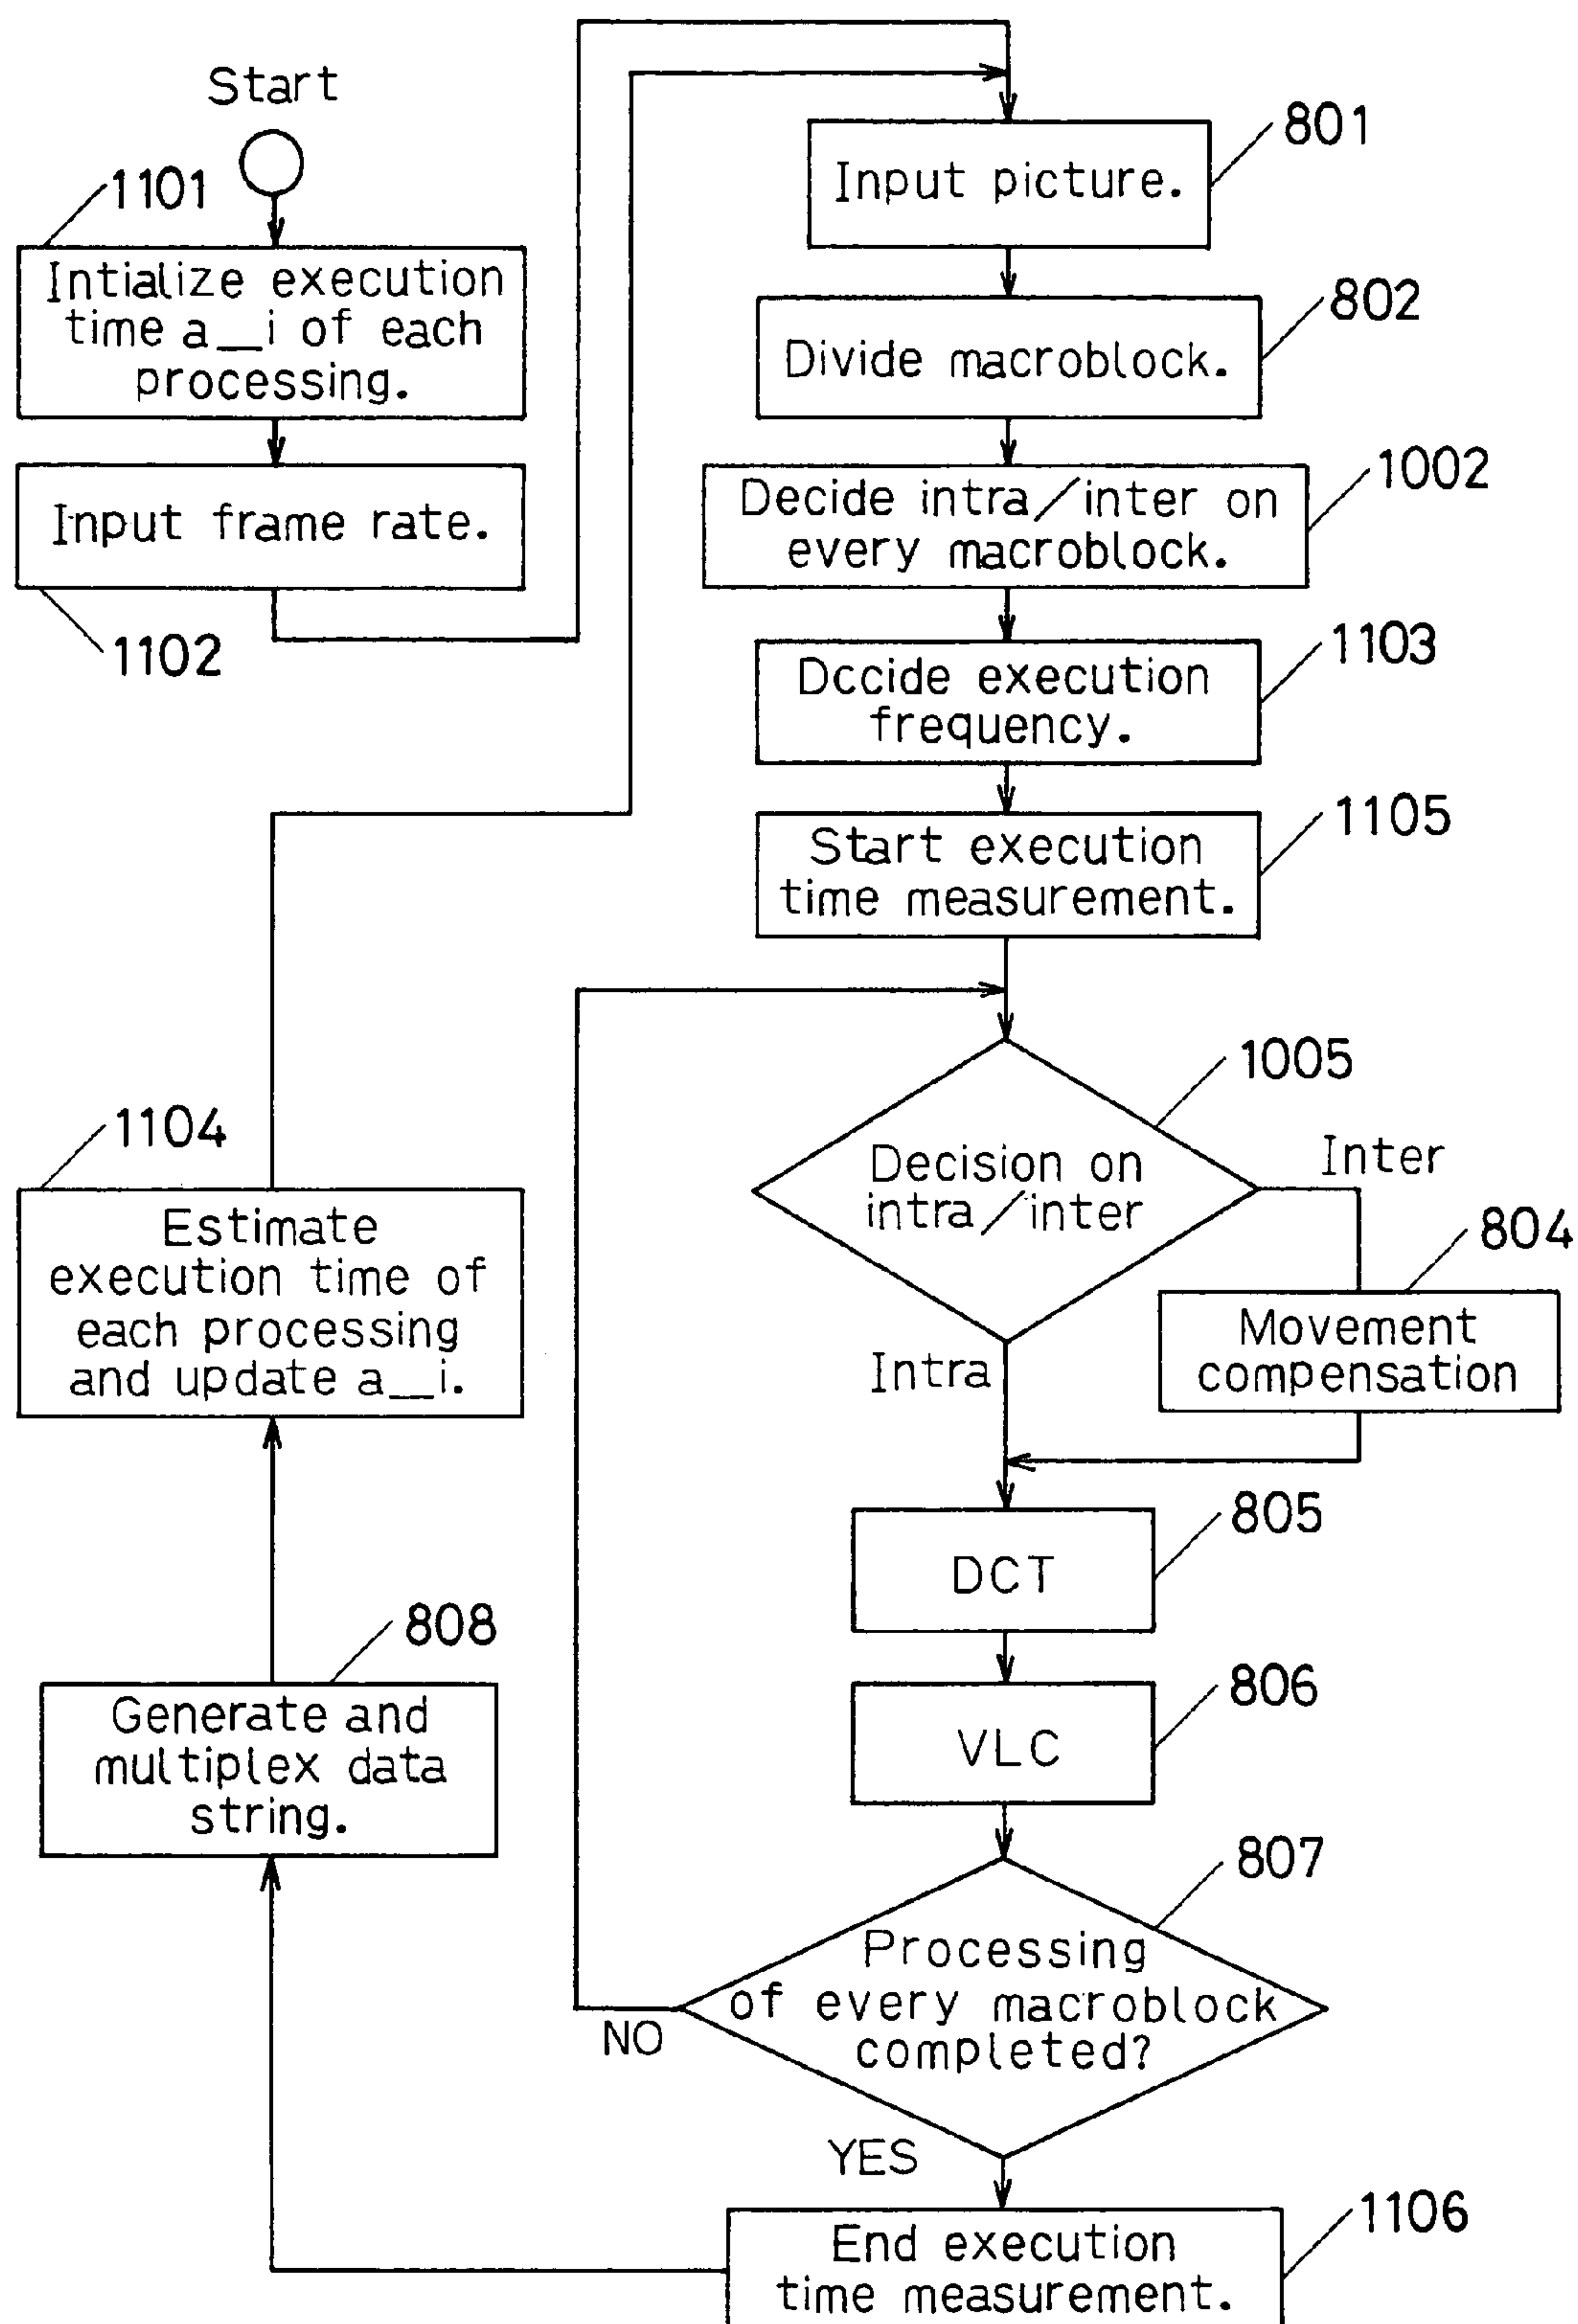 Start
1101
Intialize execution
time a__i of each
processing.
Input frame rate.
1102
Input picture.
801
Divide macroblock.
802
Decide intra/inter on
every macroblock.
1002
Dccide execution
frequency.
1103
Start execution
time measurement.
1105
Decision on
intra/inter
1005
Inter
Intra
Movement
compensation
804
DCT
805
VLC
806
Processing
of every macroblock
completed?
807
NO
YES
End execution
time measurement.
1106
Generate and
multiplex data
string.
808
Estimate
execution time of
each processing
and update a__i.
1104